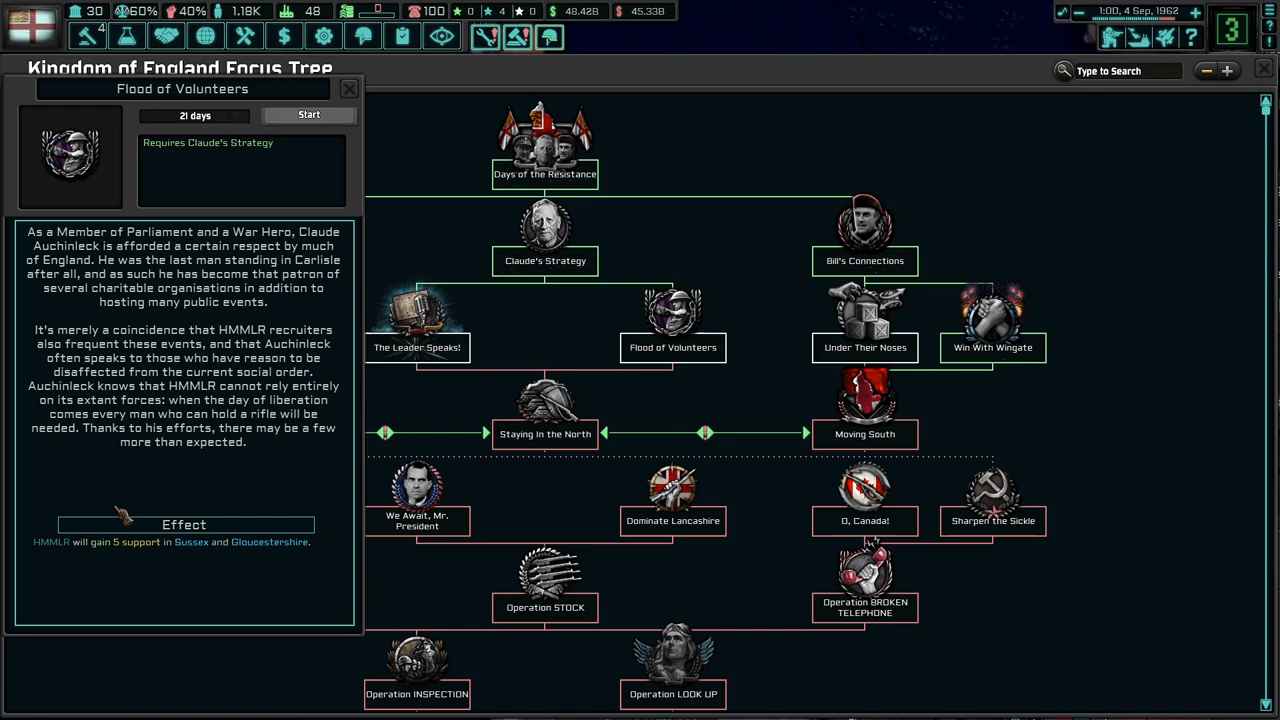 30 60% 40% 1.18K 48 100 0 4 0 $ 48.42B $ 45.33B 1:00, 4 Sep, 1962 3
4
Kingdom of England Focus Tree
Type to Search
Flood of Volunteers
21 days
Start
Requires Claude's Strategy
As a Member of Parliament and a War Hero, Claude
Auchinleck is afforded a certain respect by much
of England. He was the last man standing in Carlisle
after all, and as such he has become that patron of
several charitable organisations in addition to
hosting many public events.
It's merely a coincidence that HMMLR recruiters
also frequent these events, and that Auchinleck
often speaks to those who have reason to be
disaffected from the current social order.
Auchinleck knows that HMMLR cannot rely entirely
on its extant forces: when the day of liberation
comes every man who can hold a rifle will be
needed. Thanks to his efforts, there may be a few
more than expected.
Effect
HMMLR will gain 5 support in Sussex and Gloucestershire.
Days of the Resistance
Claude's Strategy
Bill's Connections
The Leader Speaks!
Flood of Volunteers
Under Their Noses
Win With Wingate
Staying In the North
Moving South
We Await, Mr.
President
Dominate Lancashire
O, Canada!
Sharpen the Sickle
Operation STOCK
Operation BROKEN
TELEPHONE
Operation INSPECTION
Operation LOOK UP